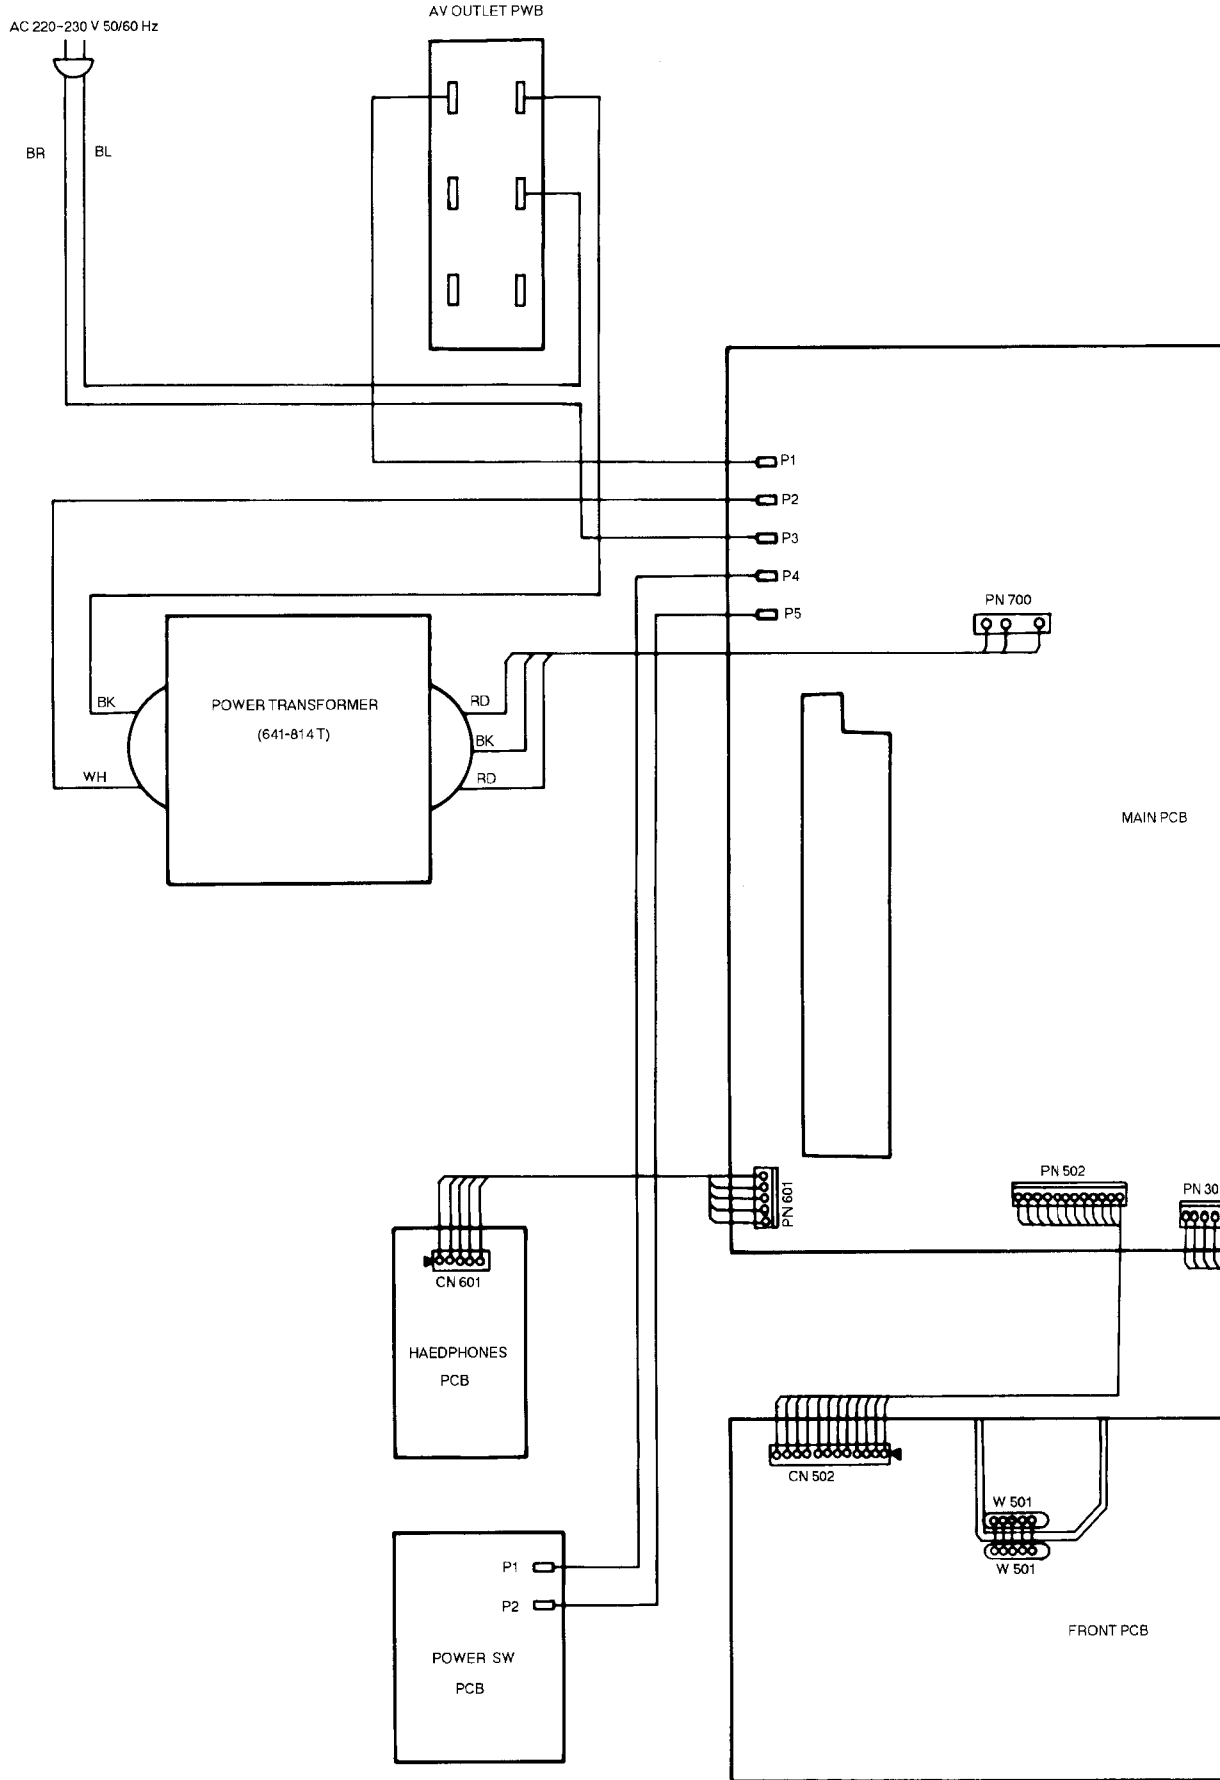 AV OUTLET PWB
AC 220~230 V 50/60 Hz
BR
BL
P1
P2
P3
P4
P5
PN 700
BK
WH
POWER TRANSFORMER
(641-814T)
RD
BK
RD
MAIN PCB
PN 601
PN 502
PN 30
CN 601
HAEDPHONES
PCB
CN 502
W 501
W 501
P1
P2
POWER SW
PCB
FRONT PCB